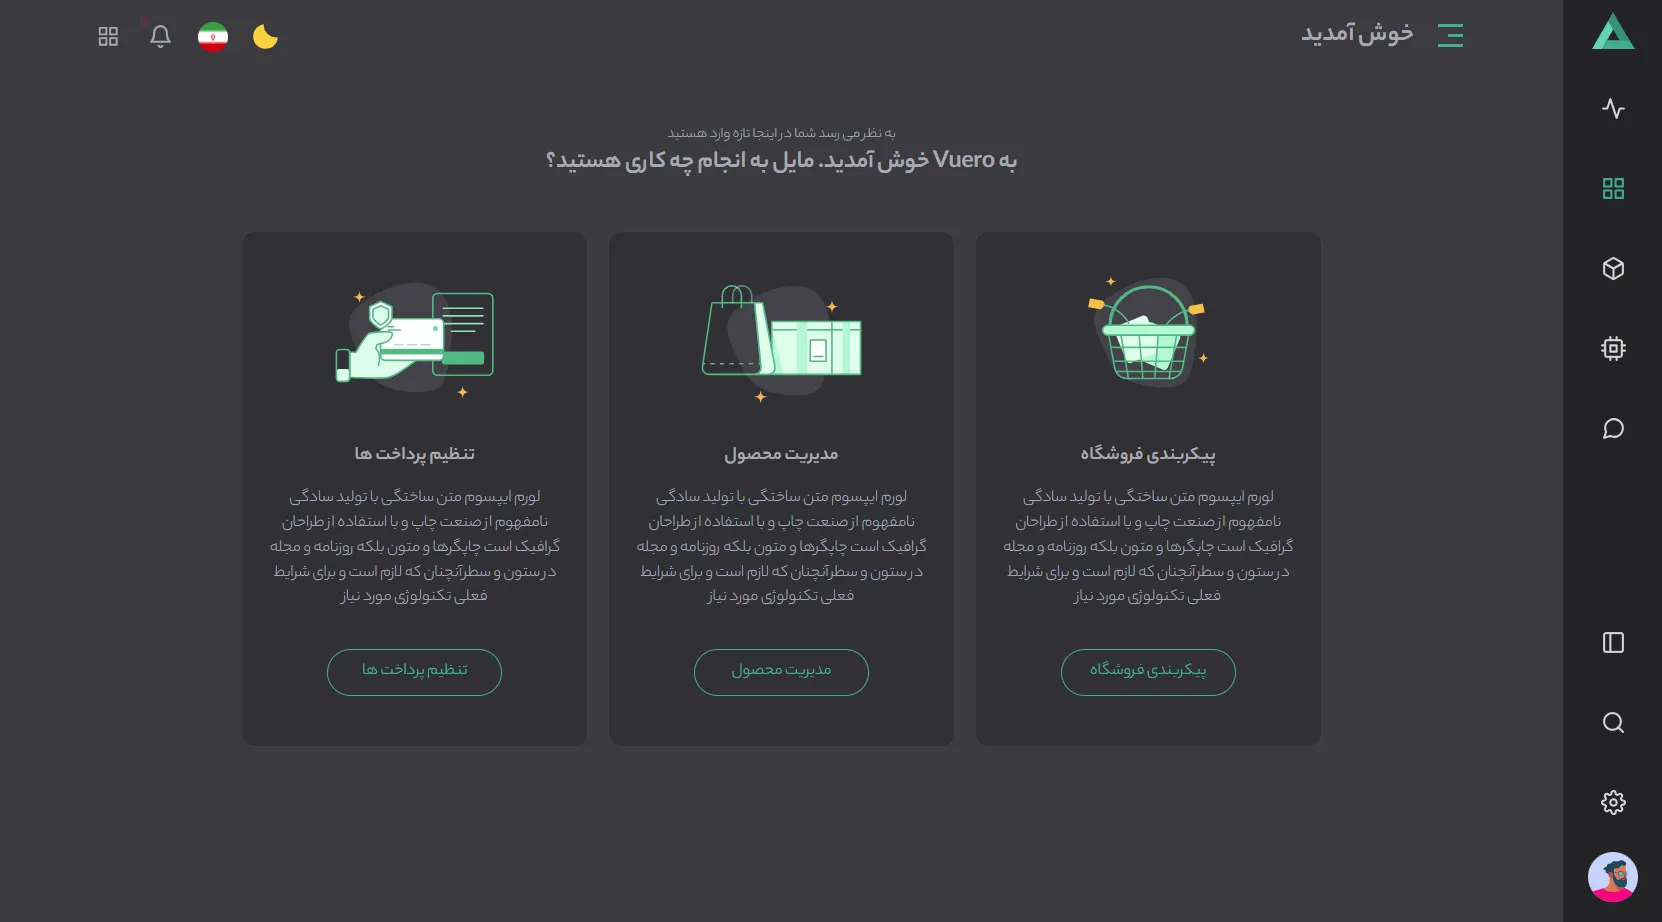 خوش آمدید
به نظر می رسد شما در اینجا تازه وارد هستید
به Vuero خوش آمدید. مایل به انجام چه کاری هستید؟
پیکربندی فروشگاه
لورم ایپسوم متن ساختگی با تولید سادگی
نامفهوم از صنعت چاپ و با استفاده از طراحان
گرافیک است چاپگرها و متون بلکه روزنامه و مجله
در ستون و سطرآنچنان که لازم است و برای شرایط
فعلی تکنولوژی مورد نیاز
پیکربندی فروشگاه
مدیریت محصول
لورم ایپسوم متن ساختگی با تولید سادگی
نامفهوم از صنعت چاپ و با استفاده از طراحان
گرافیک است چاپگرها و متون بلکه روزنامه و مجله
در ستون و سطرآنچنان که لازم است و برای شرایط
فعلی تکنولوژی مورد نیاز
مدیریت محصول
تنظیم پرداخت ها
لورم ایپسوم متن ساختگی با تولید سادگی
نامفهوم از صنعت چاپ و با استفاده از طراحان
گرافیک است چاپگرها و متون بلکه روزنامه و مجله
در ستون و سطرآنچنان که لازم است و برای شرایط
فعلی تکنولوژی مورد نیاز
تنظیم پرداخت ها